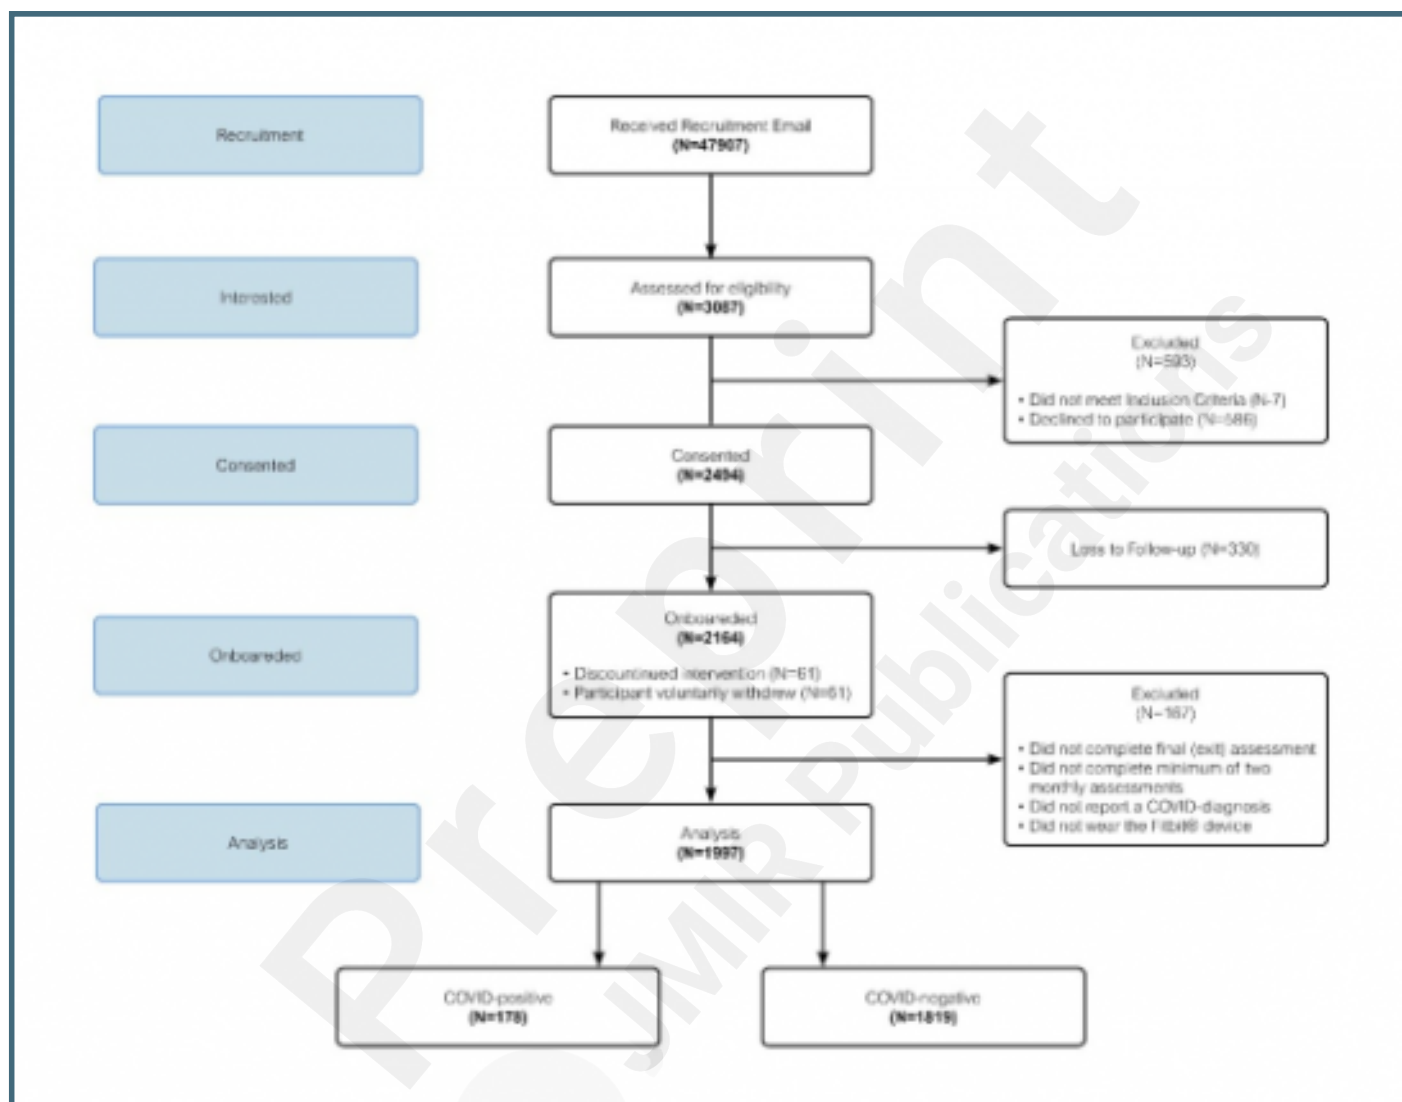 Recruitment
Received Recruitment Email
(N=47907)
Interested
Assessed for eligibility
(N=3087)
Excluded
(N=593)
• Did not meet Inclusion Criteria (N-7)
• Declined to participate (N=586)
Consented
Consented
(N=2494)
Loss to Follow-up (N=330)
Onboareded
Onboareded
(N=2164)
• Discountinued intervention (N=61)
• Participant voluntarily withdrew (N=61)
Excluded
(N=167)
• Did not complete final (exit) assessment
• Did not complete minimum of two
monthly assessments
• Did not report a COVID-diagnosis
• Did not wear the Fitbit® device
Analysis
Analysis
(N=1997)
COVID-positive
(N=178)
COVID-negative
(N=1819)
Preprint
JMIR Publications